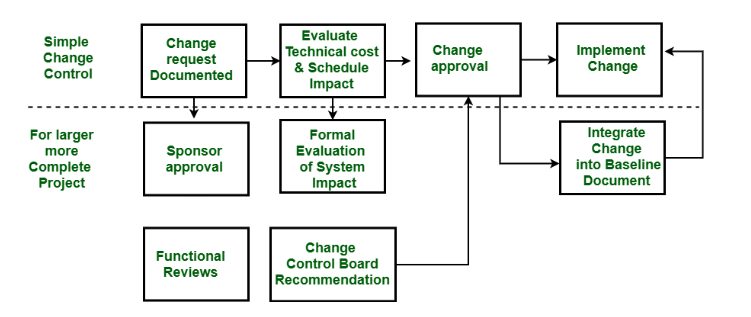 Simple
Change
Control
Change
request
Documented
Evaluate
Technical cost
& Schedule
Impact
Change
approval
Implement
Change
For larger
more
Complete
Project
Sponsor
approval
Formal
Evaluation
of System
Impact
Integrate
Change
into Baseline
Document
Functional
Reviews
Change
Control Board
Recommendation